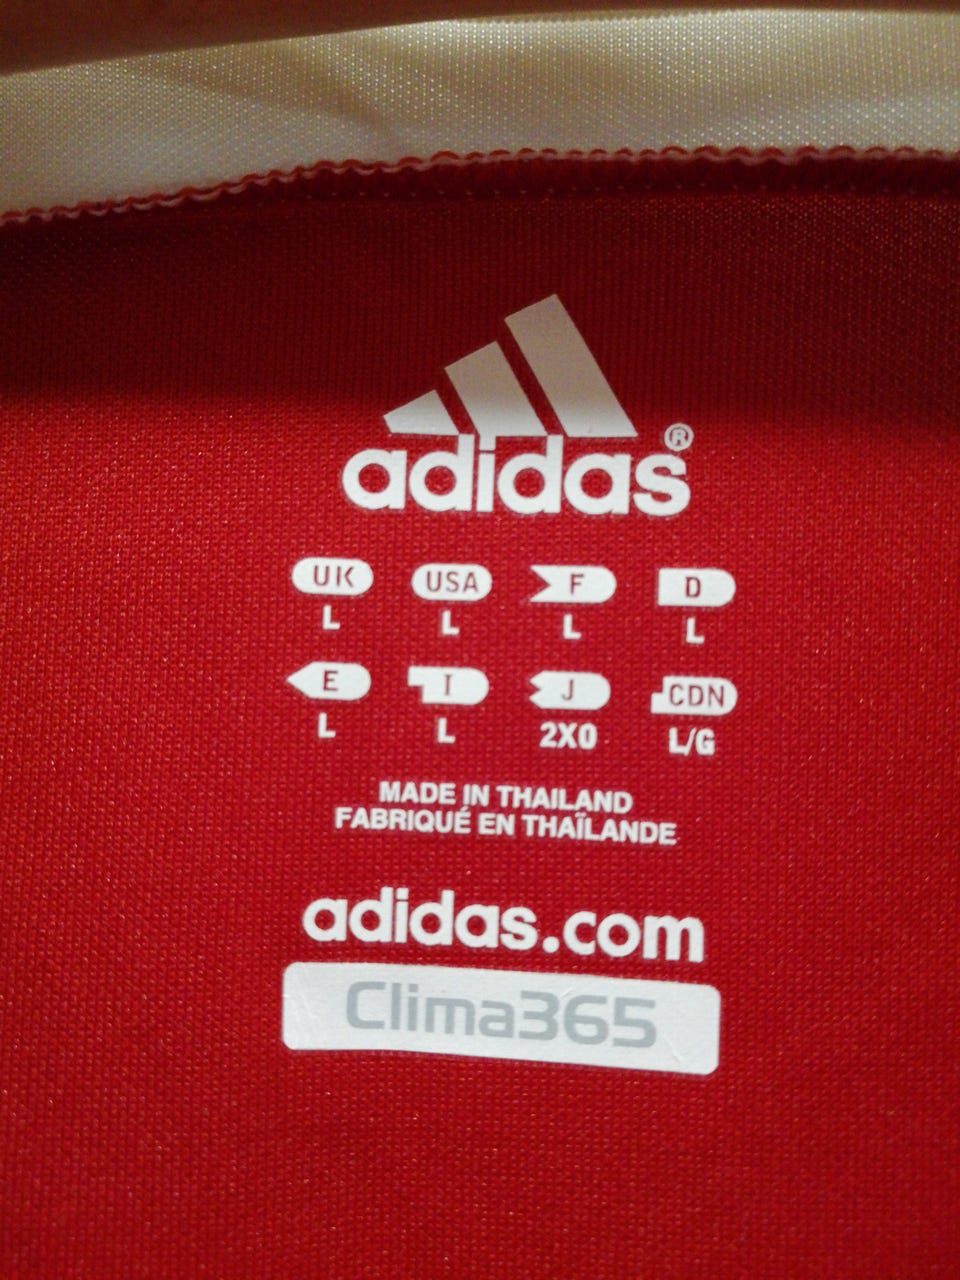 adidas®
UK USA F D
L L L L
E I J CDN
L L 2XO L/G
MADE IN THAILAND
FABRIQUÉ EN THAÏLANDE
adidas.com
Clima365